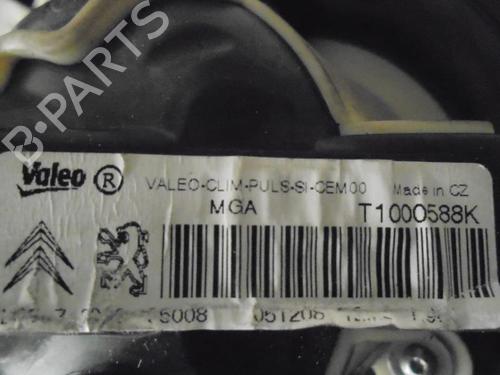 B-PARTS
Valeo ® VALEO-CLIM-PULS-SI-CEM00 Made in CZ
MGA T1000588K
5008 051206